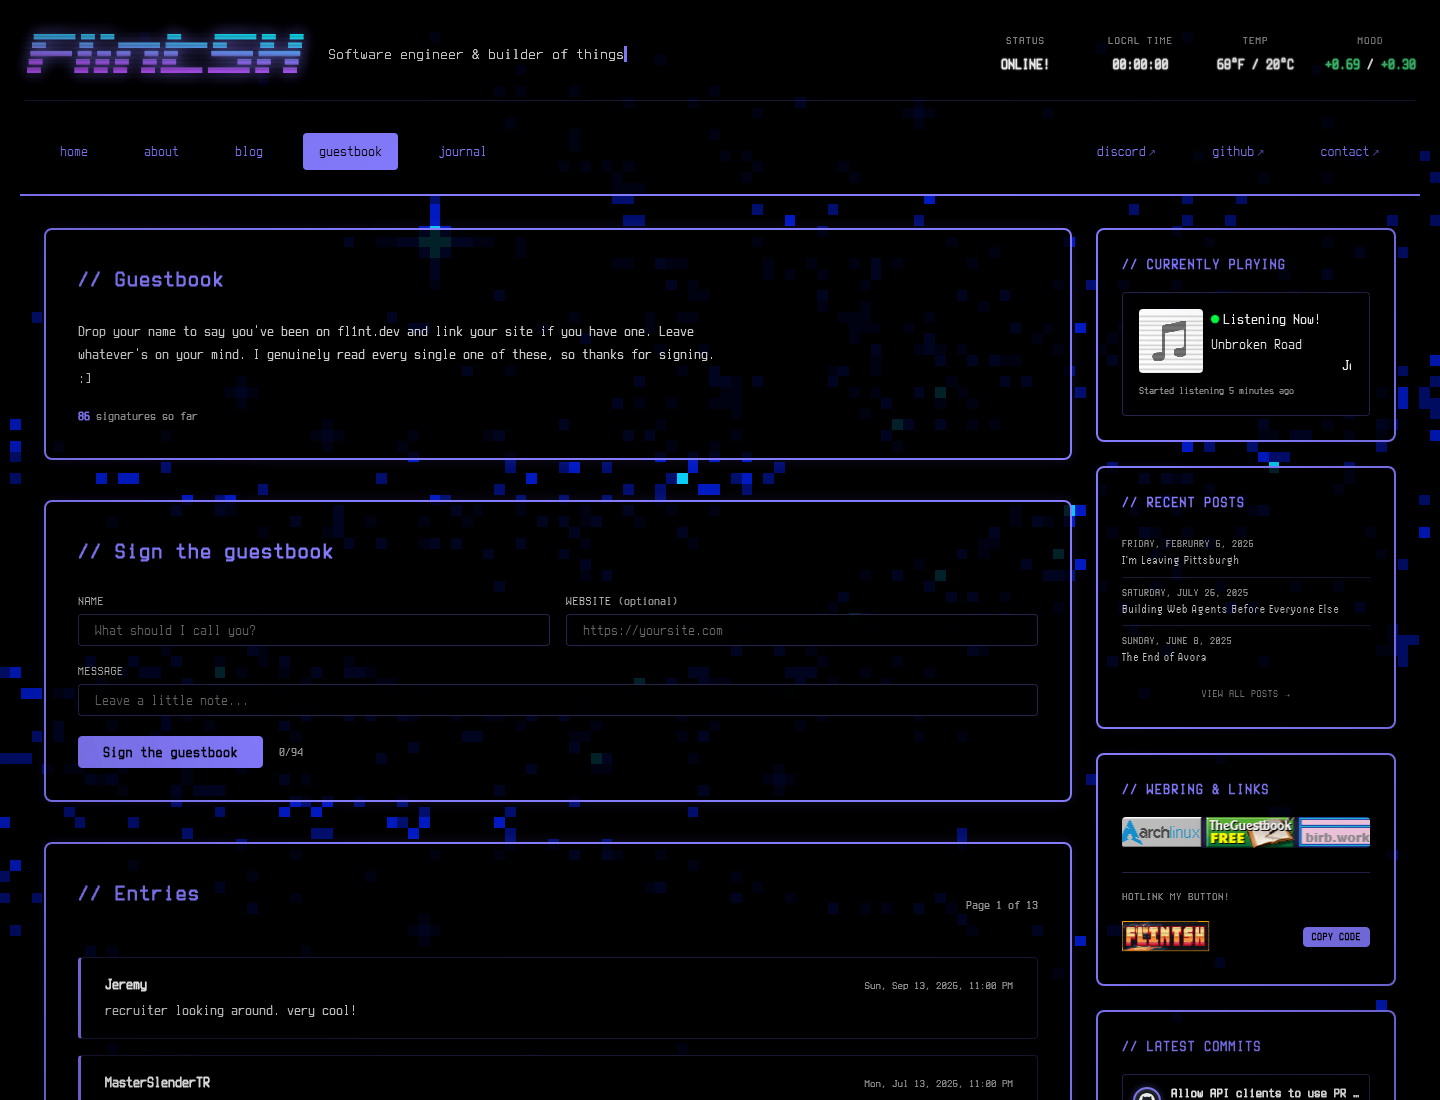 Fl1ntSH
Software engineer & builder of things
STATUS
ONLINE!
LOCAL TIME
00:00:00
TEMP
68°F / 20°C
MOOD
+0.69 / +0.30
home
about
blog
guestbook
journal
discord↗
github↗
contact↗
// Guestbook
Drop your name to say you've been on fl1nt.dev and link your site if you have one. Leave
whatever's on your mind. I genuinely read every single one of these, so thanks for signing.
:]
86 signatures so far
// Sign the guestbook
NAME
WEBSITE (optional)
What should I call you?
https://yoursite.com
MESSAGE
Leave a little note...
Sign the guestbook
0/94
// Entries
Page 1 of 13
Jeremy
Sun, Sep 13, 2025, 11:00 PM
recruiter looking around. very cool!
MasterSlenderTR
Mon, Jul 13, 2025, 11:00 PM
// CURRENTLY PLAYING
Listening Now!
Unbroken Road
Started listening 5 minutes ago
// RECENT POSTS
FRIDAY, FEBRUARY 6, 2026
I'm Leaving Pittsburgh
SATURDAY, JULY 26, 2025
Building Web Agents Before Everyone Else
SUNDAY, JUNE 8, 2025
The End of Avora
VIEW ALL POSTS →
// WEBRING & LINKS
archlinux
TheGuestbook
FREE
birb.work
HOTLINK MY BUTTON!
FLINTSH
COPY CODE
// LATEST COMMITS
Allow API clients to use PR …